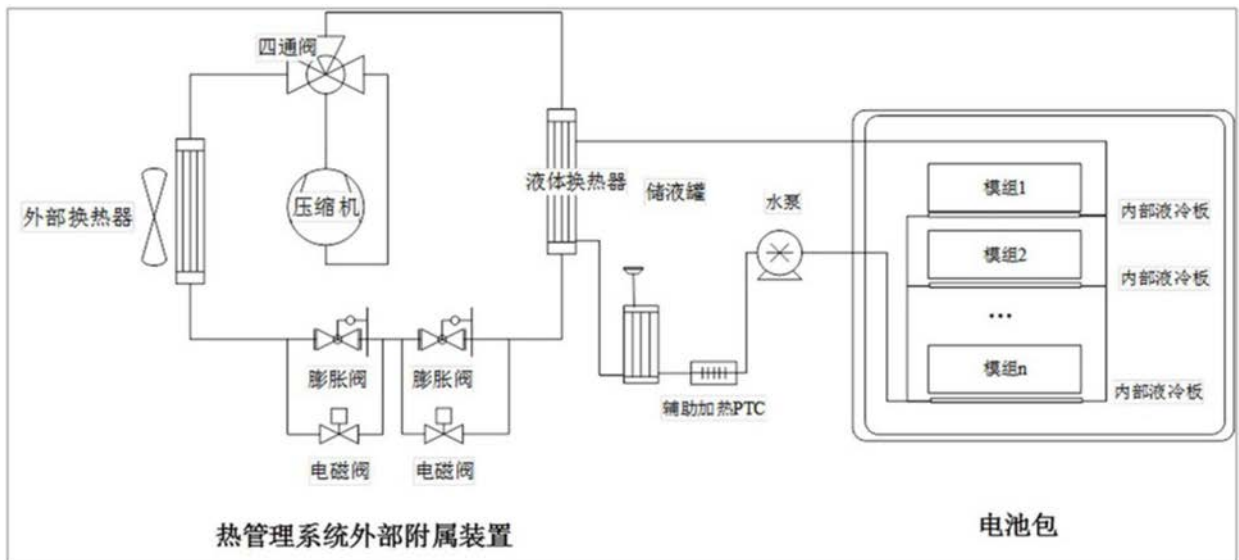 四通阀
外部换热器
压缩机
液体换热器
储液罐
水泵
模组1
内部液冷板
模组2
内部液冷板
...
模组n
内部液冷板
膨胀阀
膨胀阀
辅助加热PTC
电磁阀
电磁阀
热管理系统外部附属装置
电池包